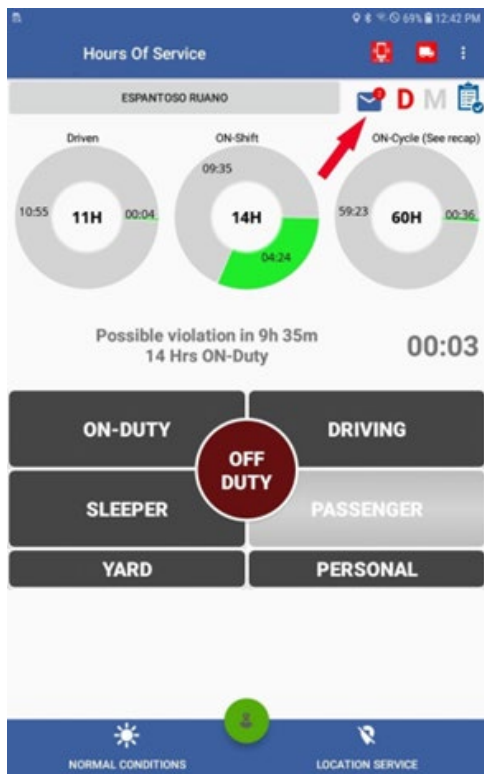 69% 12:42 PM
Hours Of Service
ESPANTOSO RUANO
D M
Driven
ON-Shift
ON-Cycle (See recap)
10:55
11H
00:04
09:35
14H
04:24
59:23
60H
00:36
Possible violation in 9h 35m
14 Hrs ON-Duty
00:03
ON-DUTY
DRIVING
OFF
DUTY
SLEEPER
PASSENGER
YARD
PERSONAL
NORMAL CONDITIONS
LOCATION SERVICE